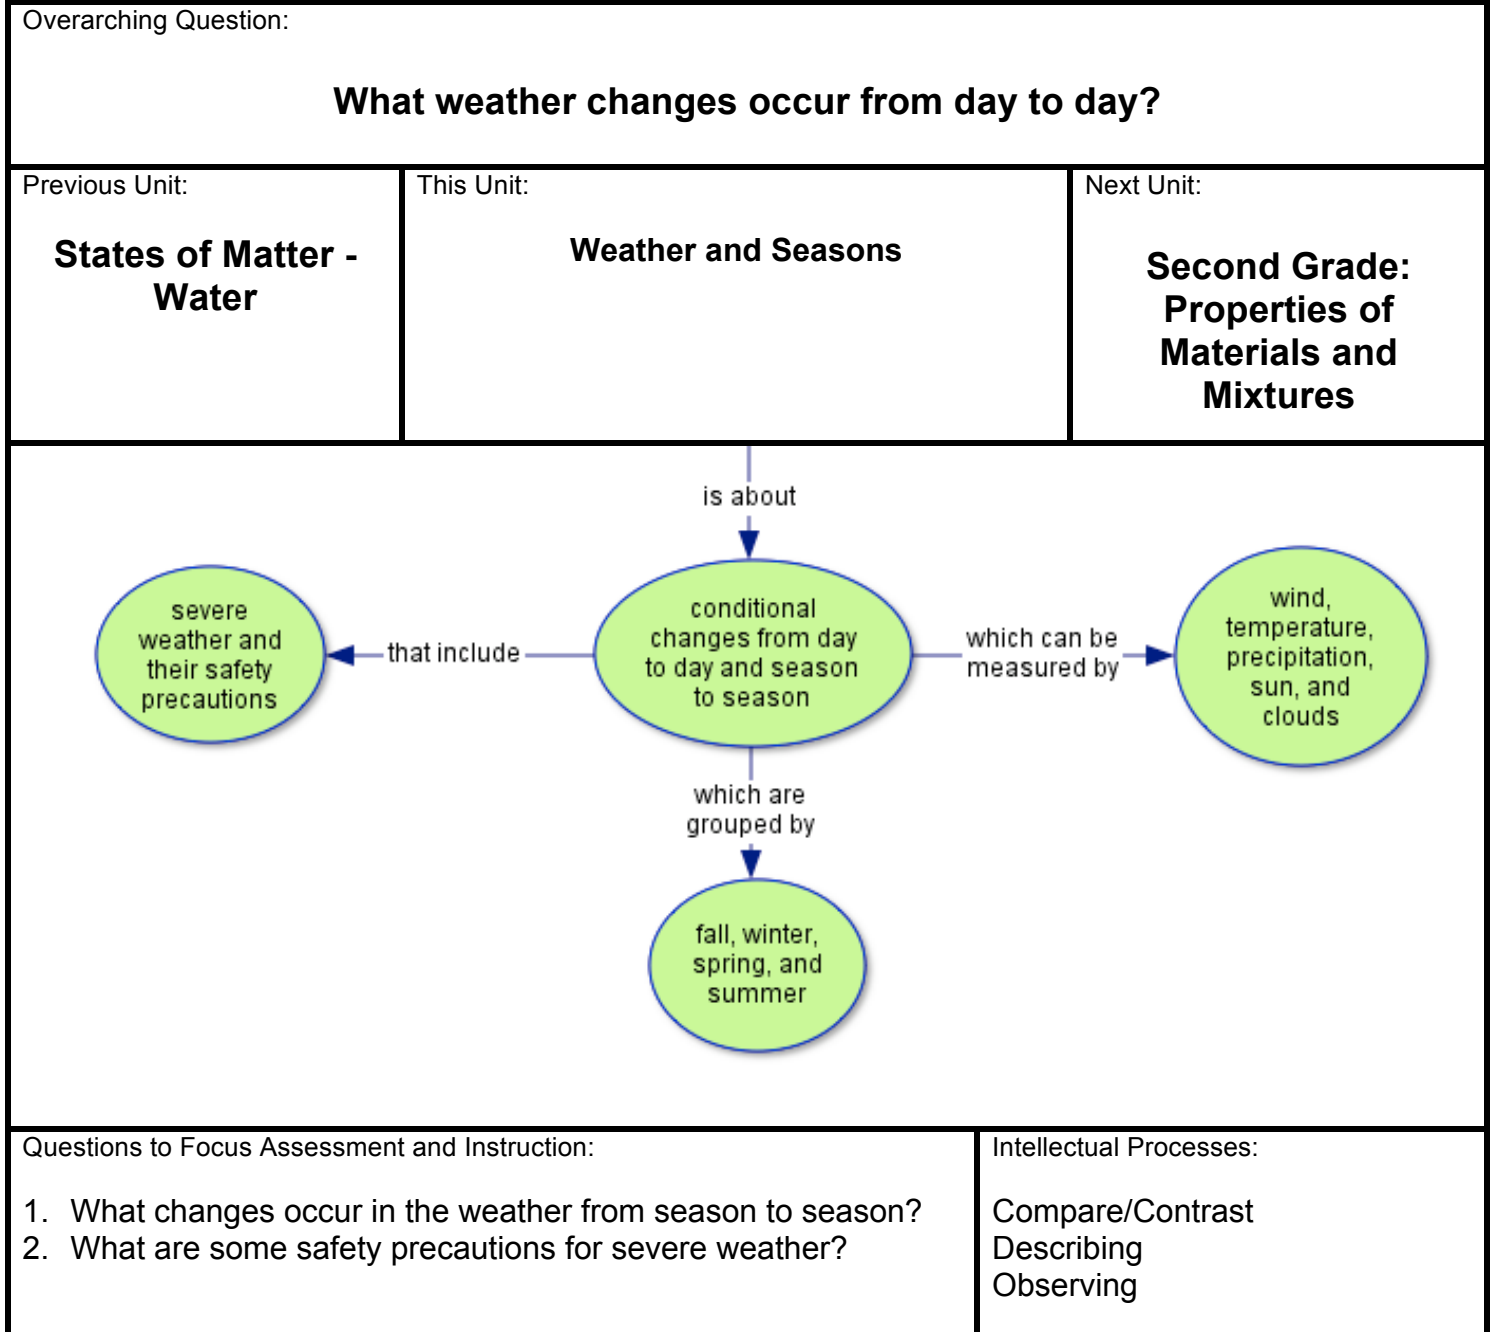 Overarching Question:
What weather changes occur from day to day?
Previous Unit:
States of Matter -
Water
This Unit:
Weather and Seasons
Next Unit:
Second Grade:
Properties of
Materials and
Mixtures
is about
severe
weather and
their safety
precautions
that include
conditional
changes from day
to day and season
to season
which can be
measured by
wind,
temperature,
precipitation,
sun, and
clouds
which are
grouped by
fall, winter,
spring, and
summer
Questions to Focus Assessment and Instruction:
1. What changes occur in the weather from season to season?
2. What are some safety precautions for severe weather?
Intellectual Processes:
Compare/Contrast
Describing
Observing